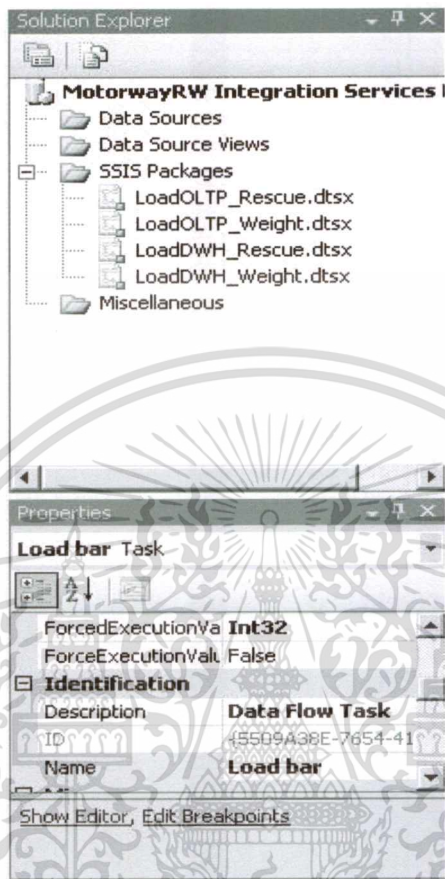 Solution Explorer
MotorwayRW Integration Services
Data Sources
Data Source Views
SSIS Packages
LoadOLTP_Rescue.dtsx
LoadOLTP_Weight.dtsx
LoadDWH_Rescue.dtsx
LoadDWH_Weight.dtsx
Miscellaneous
Properties
Load bar Task
ForcedExecutionVa Int32
ForceExecutionValu False
Identification
Description Data Flow Task
ID {5509A38E-7654-41
Name Load bar
Show Editor, Edit Breakpoints